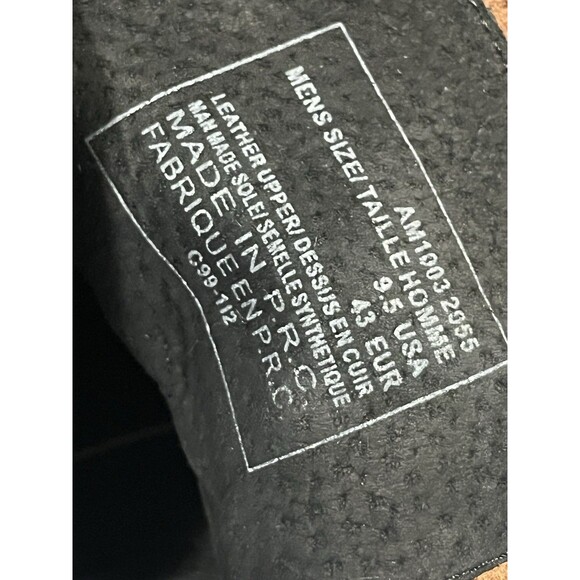 AM1003 2955
MENS SIZE/ TAILLE HOMME
9.5 USA
43 EUR
LEATHER UPPER/ DESSUS EN CUIR
MAN MADE SOLE/ SEMELLE SYNTHETIQUE
MADE IN P.R.C.
FABRIQUE EN P.R.C.
C99-112